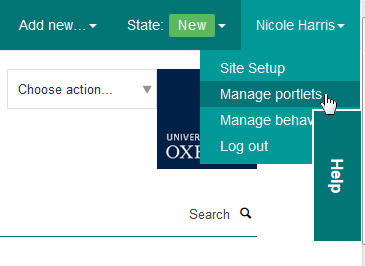 Add new...
State: New
Nicole Harris
Site Setup
Manage portlets
Manage behav
Log out
Choose action...
UNIVER
OXF
Help
Search